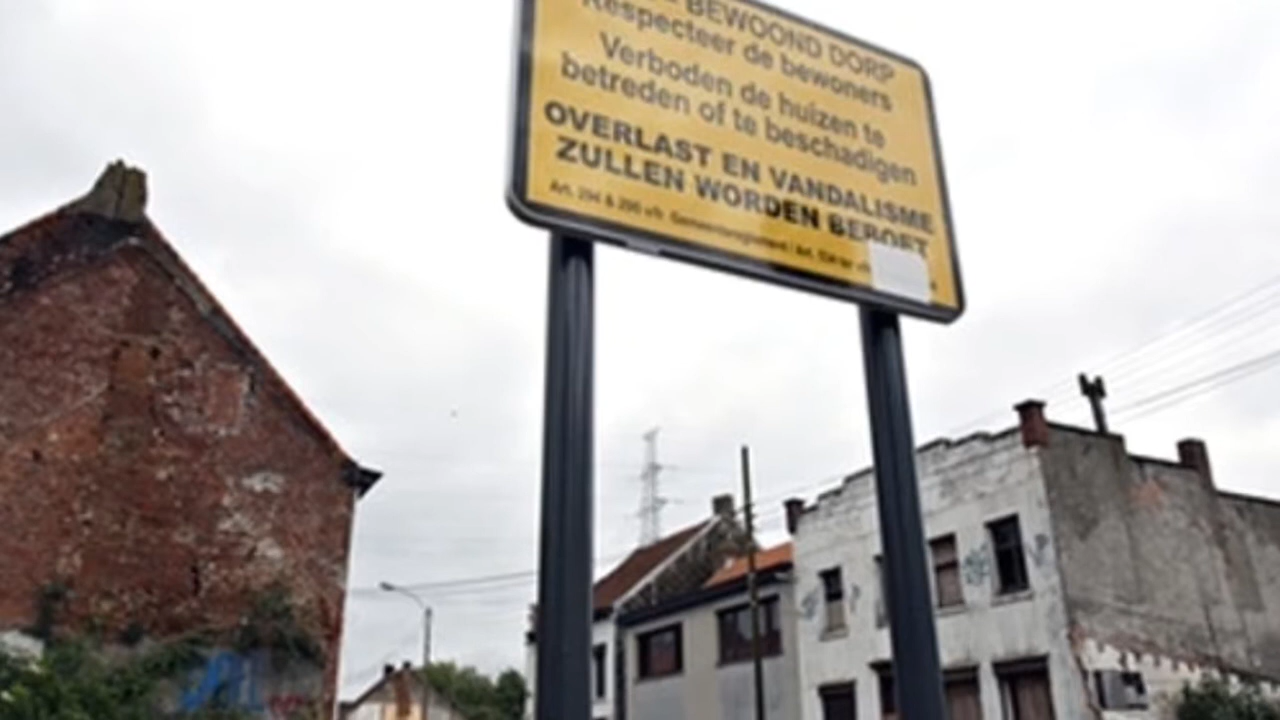 BEWOOND DORP
Respecteer de bewoners
Verboden de huizen te
betreden of te beschadigen
OVERLAST EN VANDALISME
ZULLEN WORDEN BEBOET
Art.